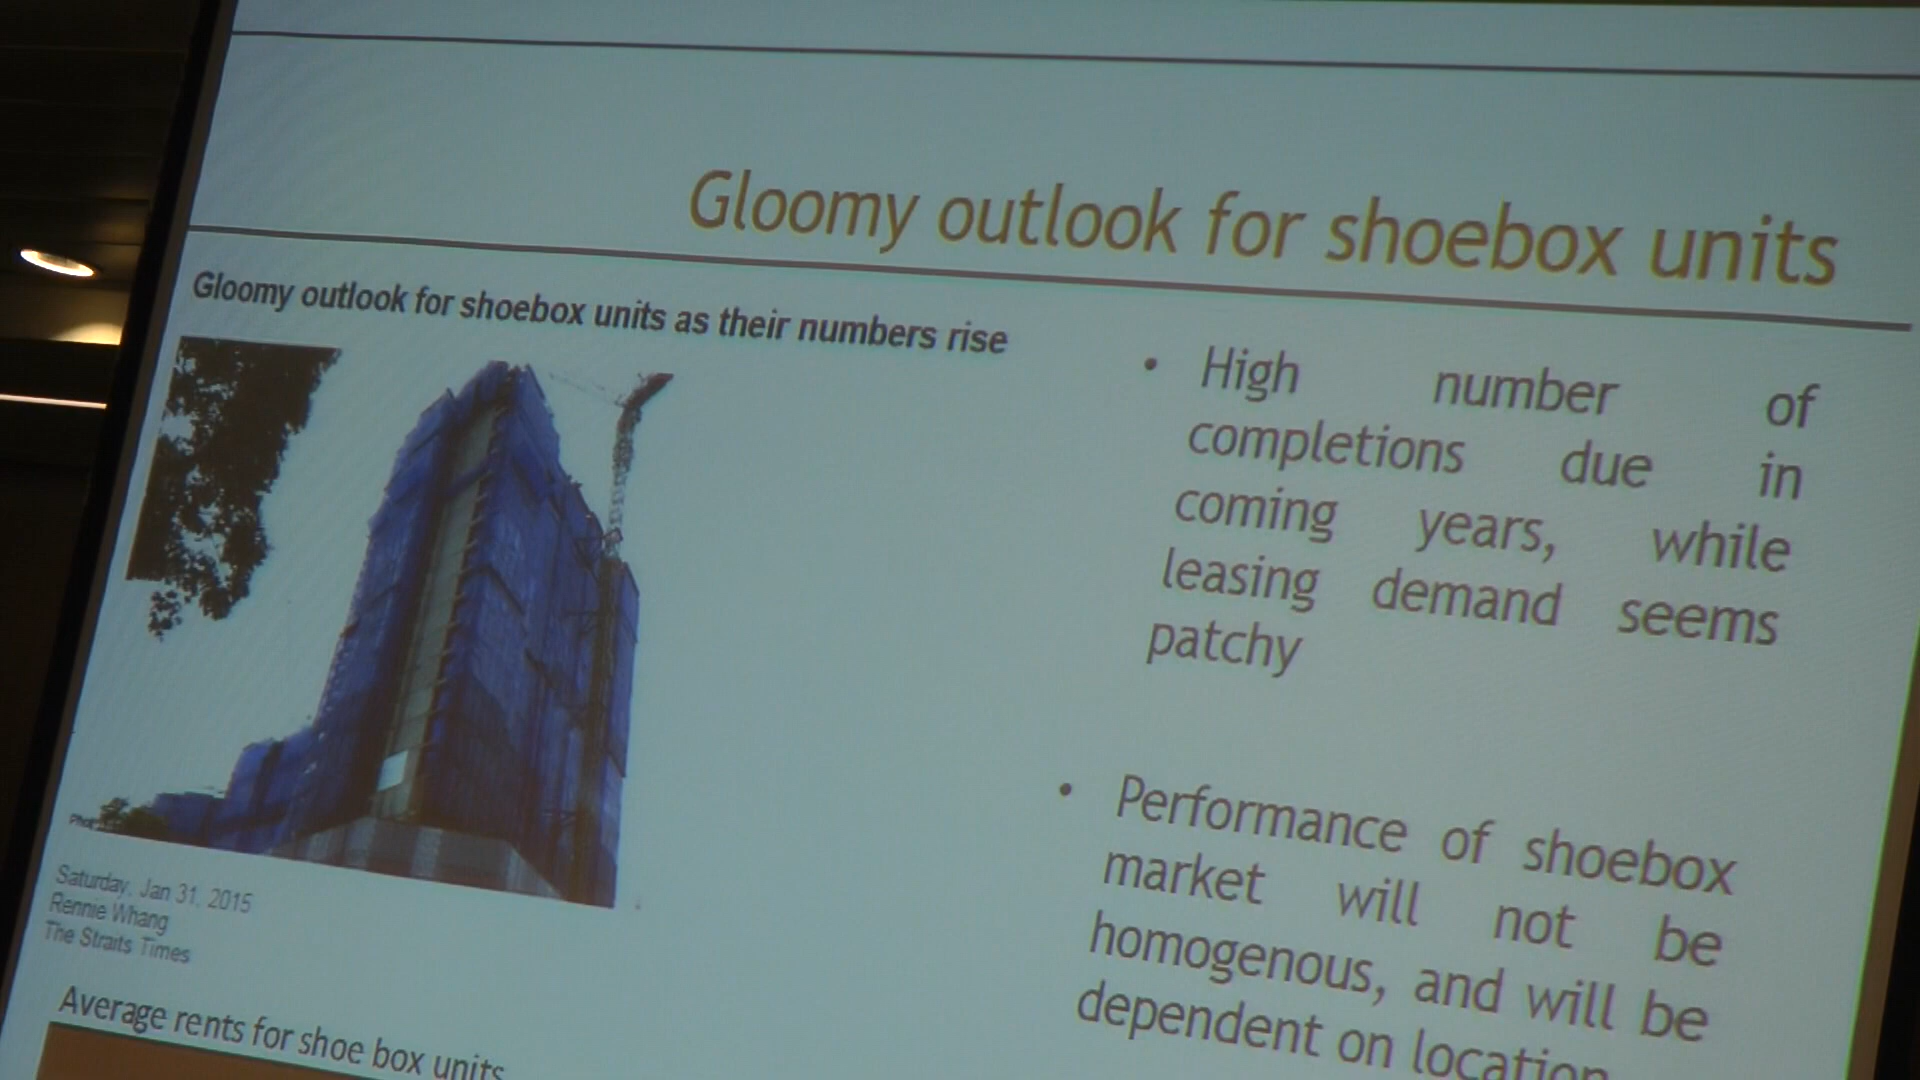 Gloomy outlook for shoebox units
Gloomy outlook for shoebox units as their numbers rise
Saturday, Jan 31, 2015
Rennie Whang
The Straits Times
Average rents for shoe box units
• High number of
completions due in
coming years, while
leasing demand seems
patchy
• Performance of shoebox
market will not be
homogenous, and will be
dependent on location